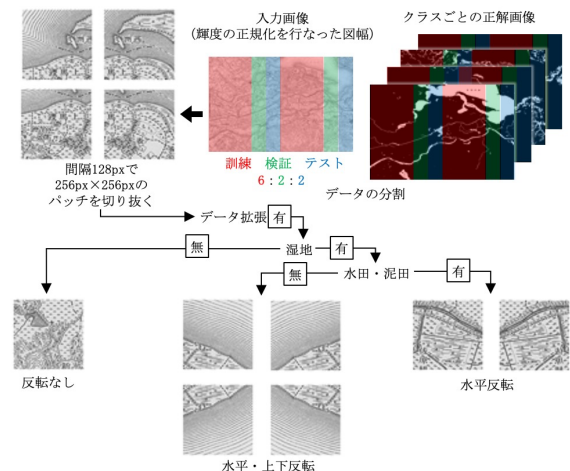 入力画像
(輝度の正規化を行なった図幅)
クラスごとの正解画像
訓練 検証 テスト
6:2:2
データの分割
間隔128pxで
256px×256pxの
パッチを切り抜く
データ拡張 有
無 湿地 有
無 水田・泥田 有
反転なし
水平反転
水平・上下反転